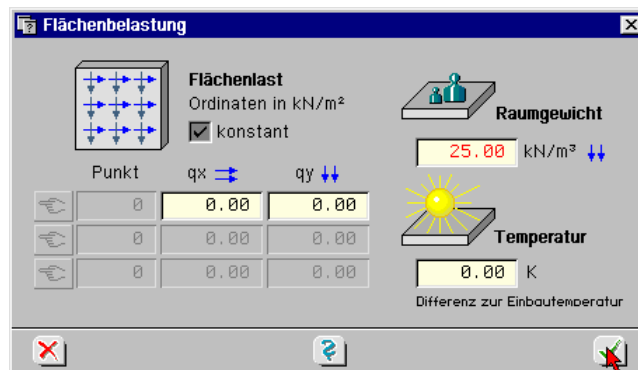 Flächenbelastung
Flächenlast
Ordinaten in kN/m²
konstant
Punkt qx qy
0 0.00 0.00
0 0.00 0.00
0 0.00 0.00
Raumgewicht
25.00 kN/m³
Temperatur
0.00 K
Differenz zur Einbautemperatur